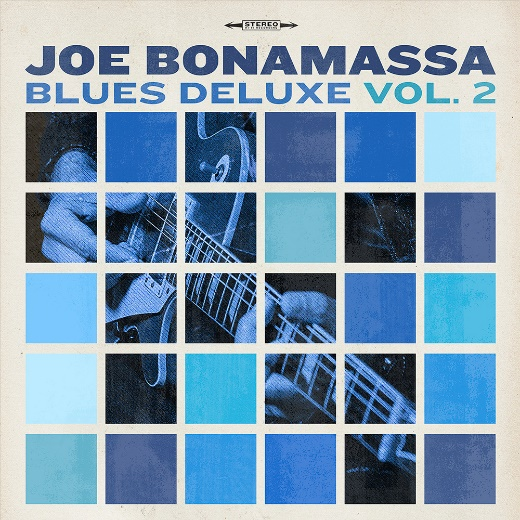 STEREO
JOE BONAMASSA
BLUES DELUXE VOL. 2